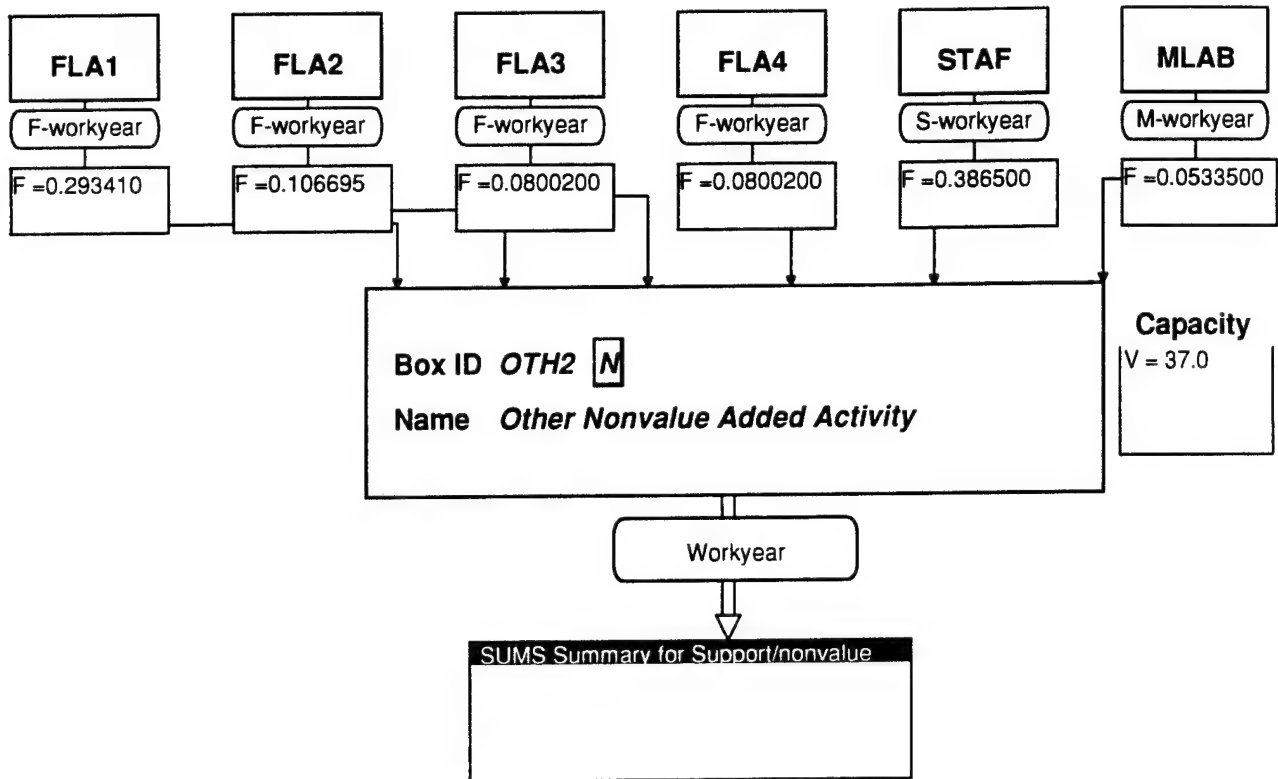 FLA1 FLA2 FLA3 FLA4 STAF MLAB
F-workyear F-workyear F-workyear F-workyear S-workyear M-workyear
F =0.293410 F =0.106695 F =0.0800200 F =0.0800200 F =0.386500 F =0.0533500
Capacity
V = 37.0
Box ID OTH2 N
Name Other Nonvalue Added Activity
Workyear
SUMS Summary for Support/nonvalue